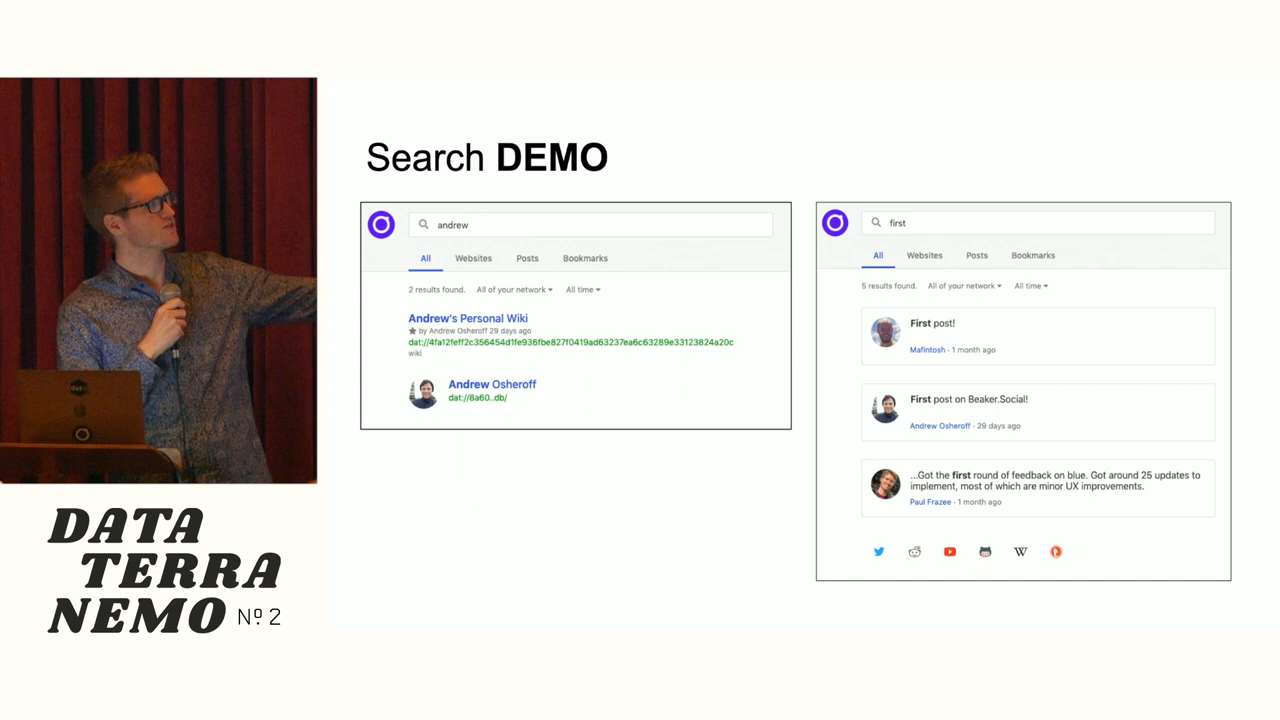 Search DEMO
andrew
All Websites Posts Bookmarks
2 results found. All of your network All time
Andrew's Personal Wiki
by Andrew Osheroff 29 days ago
dat://4fa12feff2c356454d1fe936fbe827f0419ad63237ea6c63289e33123824a20c
wiki
Andrew Osheroff
dat://8a60..db/
first
All Websites Posts Bookmarks
5 results found. All of your network All time
First post!
Mafintosh · 1 month ago
First post on Beaker.Social!
Andrew Osheroff · 29 days ago
...Got the first round of feedback on blue. Got around 25 updates to
implement, most of which are minor UX improvements.
Paul Frazee · 1 month ago
W
dat
DATA
TERRA
NEMO Nº 2